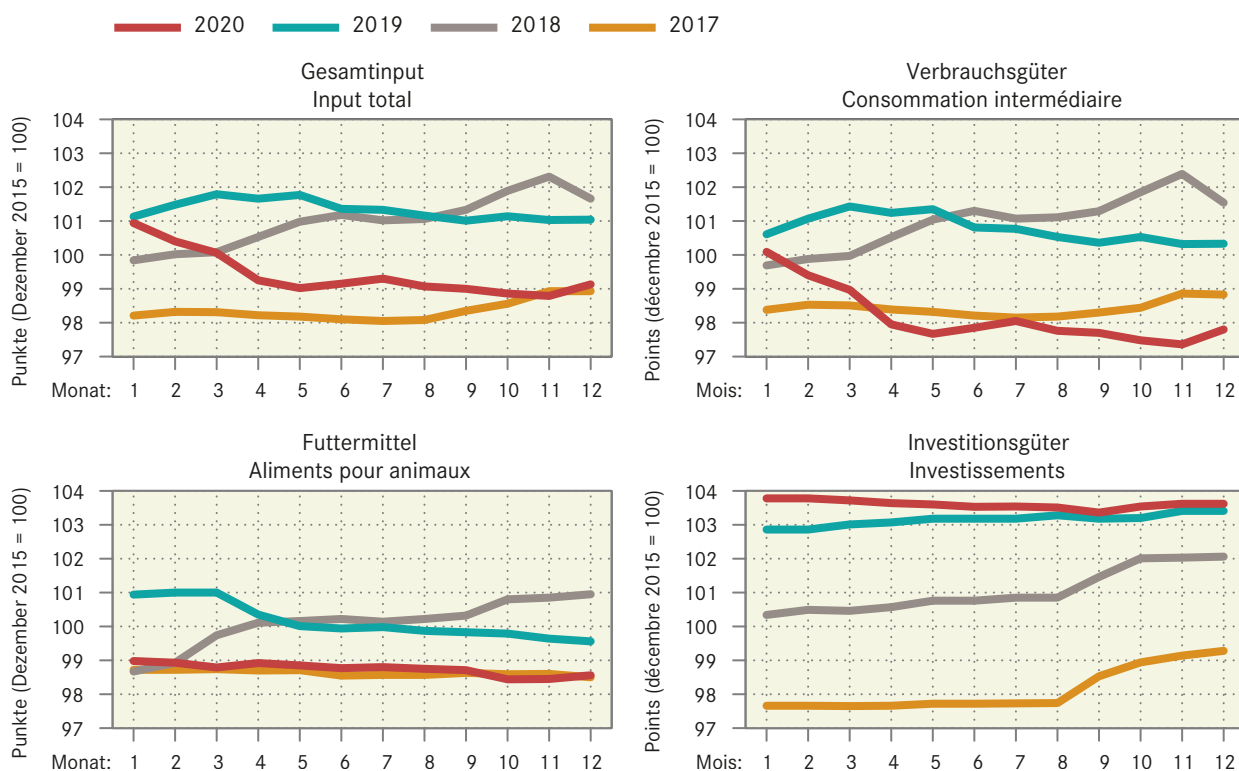 2020 2019 2018 2017
Gesamtinput
Input total
Punkte (Dezember 2015 = 100)
104
103
102
101
100
99
98
97
Monat: 1 2 3 4 5 6 7 8 9 10 11 12
Verbrauchsgüter
Consommation intermédiaire
Points (décembre 2015 = 100)
104
103
102
101
100
99
98
97
Mois: 1 2 3 4 5 6 7 8 9 10 11 12
Futtermittel
Aliments pour animaux
Punkte (Dezember 2015 = 100)
104
103
102
101
100
99
98
97
Monat: 1 2 3 4 5 6 7 8 9 10 11 12
Investitionsgüter
Investissements
Points (décembre 2015 = 100)
104
103
102
101
100
99
98
97
Mois: 1 2 3 4 5 6 7 8 9 10 11 12